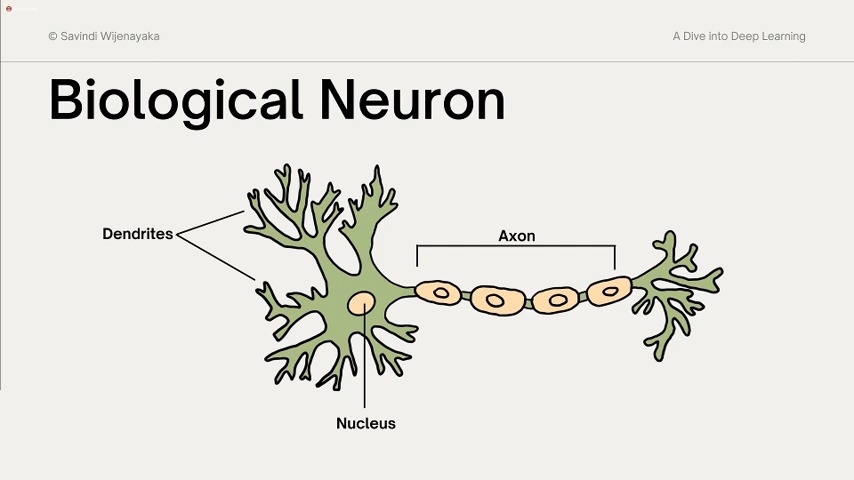 © Savindi Wijenayaka
A Dive into Deep Learning
Biological Neuron
Dendrites
Axon
Nucleus